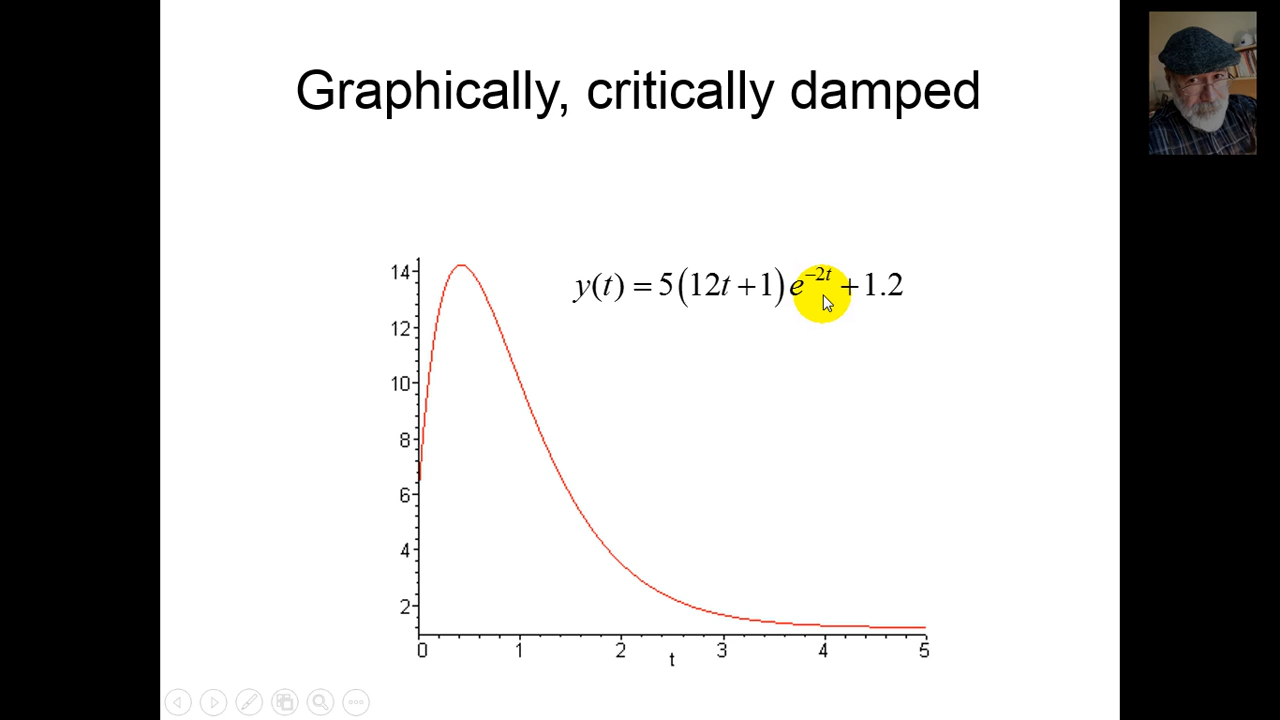 Graphically, critically damped
y(t) = 5(12t + 1)e^{-2t} + 1.2
14
12
10
8
6
4
2
0 1 2 3 4 5
t